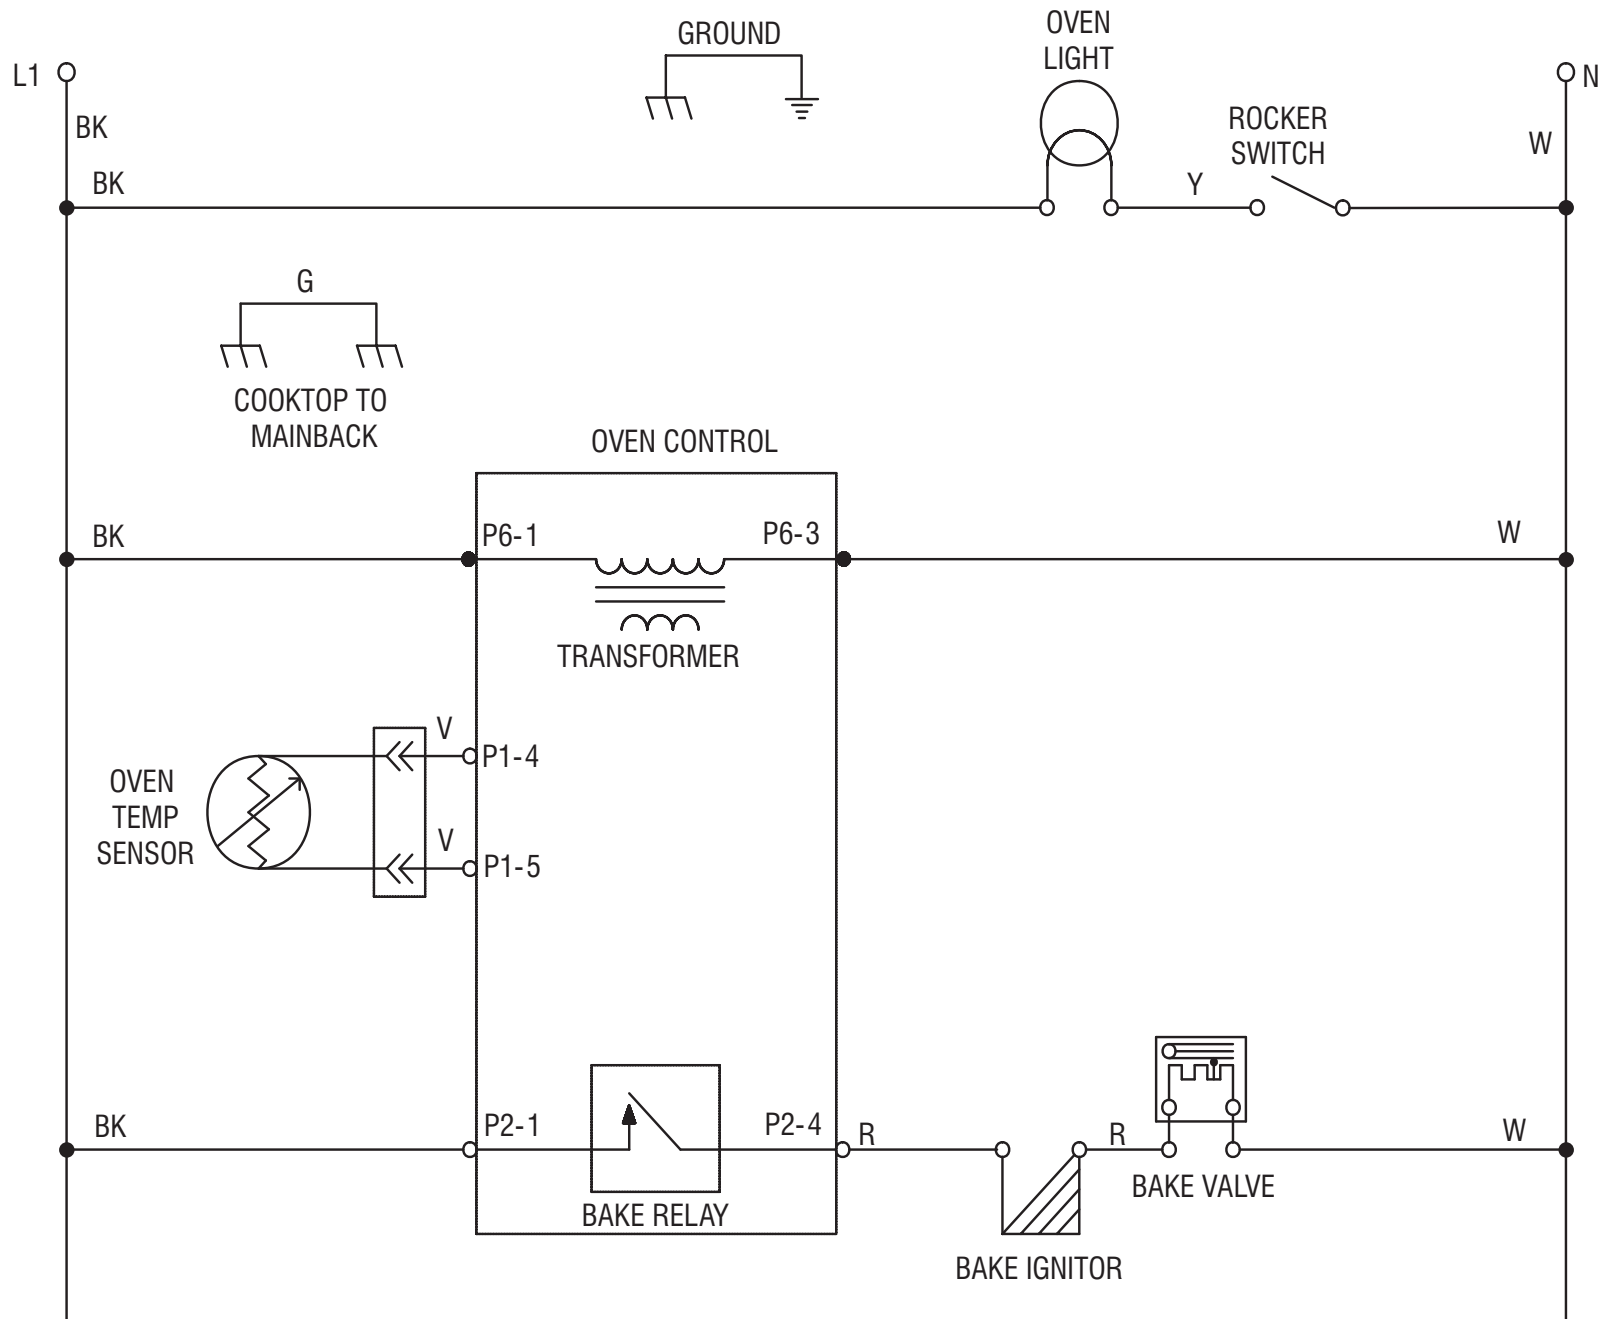 GROUND
OVEN
LIGHT
L1
N
BK
ROCKER
SWITCH
W
BK
Y
G
COOKTOP TO
MAINBACK
OVEN CONTROL
BK
P6-1
P6-3
W
TRANSFORMER
V
P1-4
OVEN
TEMP
SENSOR
V
P1-5
BK
P2-1
P2-4
R
R
W
BAKE VALVE
BAKE RELAY
BAKE IGNITOR